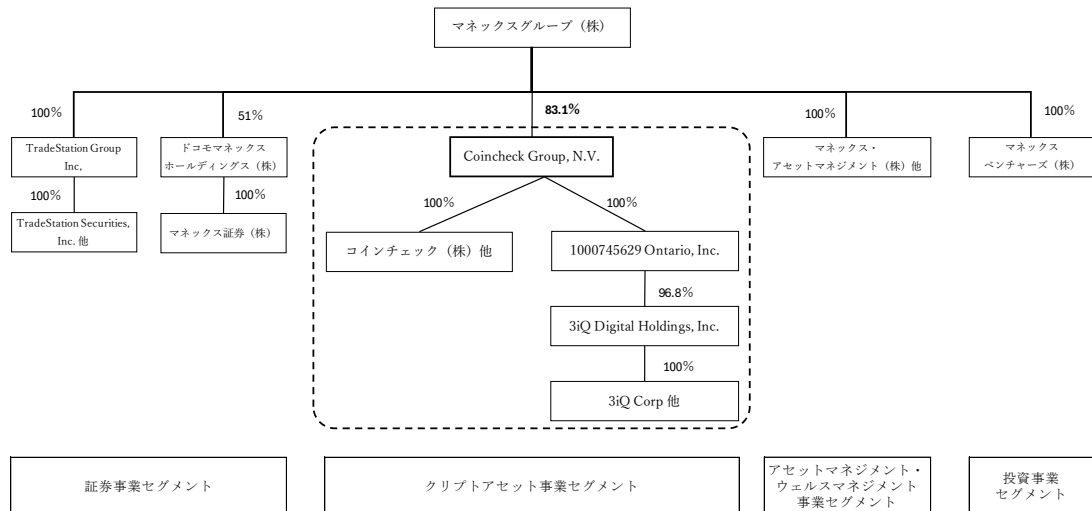 マネックスグループ（株）
100%
51%
83.1%
100%
100%
TradeStation Group
Inc,
ドコモマネックス
ホールディングス（株）
Coincheck Group, N.V.
マネックス・
アセットマネジメント（株）他
マネックス
ベンチャーズ（株）
100%
100%
100%
100%
TradeStation Securities,
Inc. 他
マネックス証券（株）
コインチェック（株）他
1000745629 Ontario, Inc.
96.8%
3iQ Digital Holdings, Inc.
100%
3iQ Corp 他
証券事業セグメント
クリプトアセット事業セグメント
アセットマネジメント・
ウェルスマネジメント
事業セグメント
投資事業
セグメント